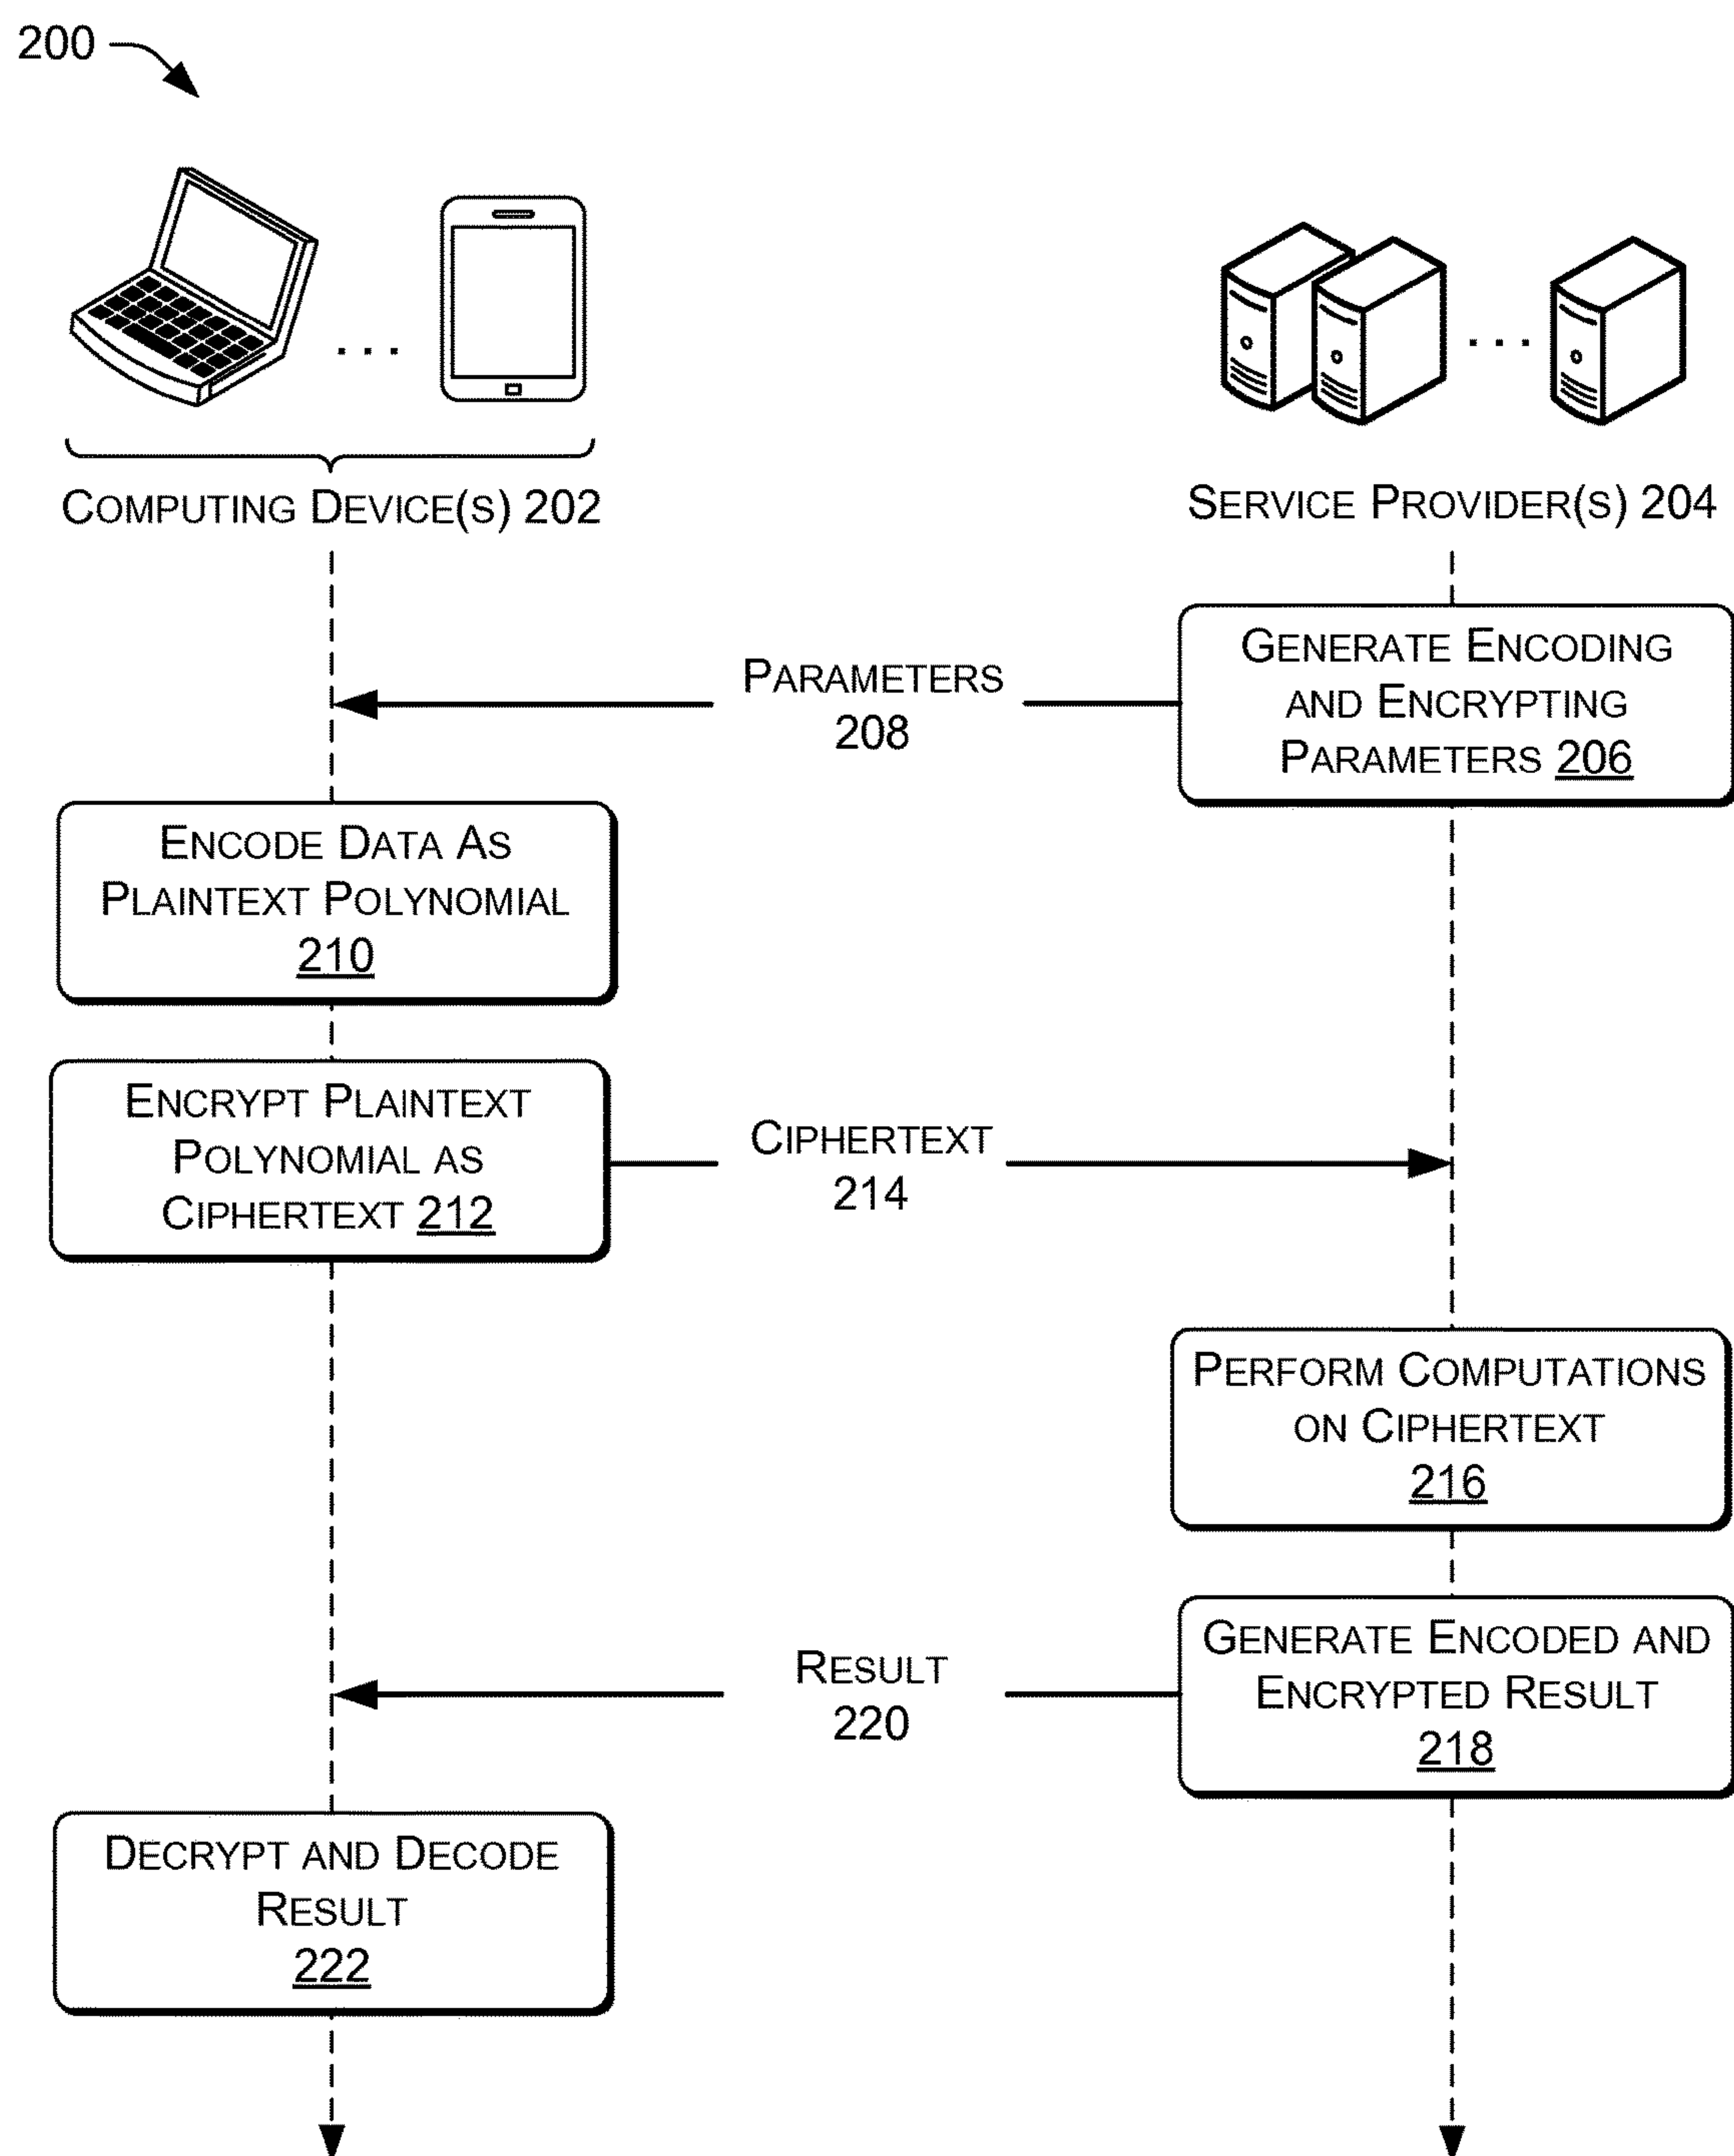 200
COMPUTING DEVICE(S) 202
SERVICE PROVIDER(S) 204
GENERATE ENCODING
AND ENCRYPTING
PARAMETERS 206
PARAMETERS
208
ENCODE DATA AS
PLAINTEXT POLYNOMIAL
210
ENCRYPT PLAINTEXT
POLYNOMIAL AS
CIPHERTEXT 212
CIPHERTEXT
214
PERFORM COMPUTATIONS
ON CIPHERTEXT
216
GENERATE ENCODED AND
ENCRYPTED RESULT
218
RESULT
220
DECRYPT AND DECODE
RESULT
222